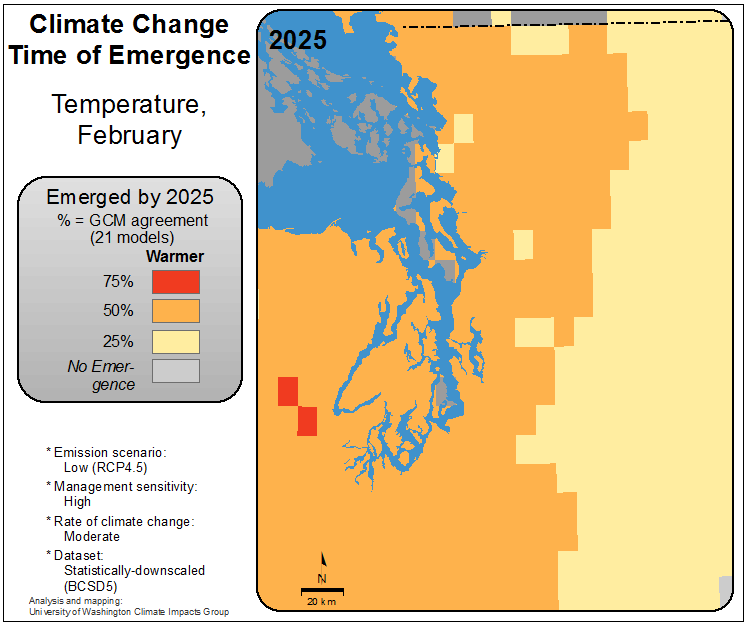 Climate Change
Time of Emergence
Temperature,
February
Emerged by 2025
% = GCM agreement
(21 models)
Warmer
75%
50%
25%
No Emer-
gence
* Emission scenario:
Low (RCP4.5)
* Management sensitivity:
High
* Rate of climate change:
Moderate
* Dataset:
Statistically-downscaled
(BCSD5)
Analysis and mapping:
University of Washington Climate Impacts Group
2025
N
20 km